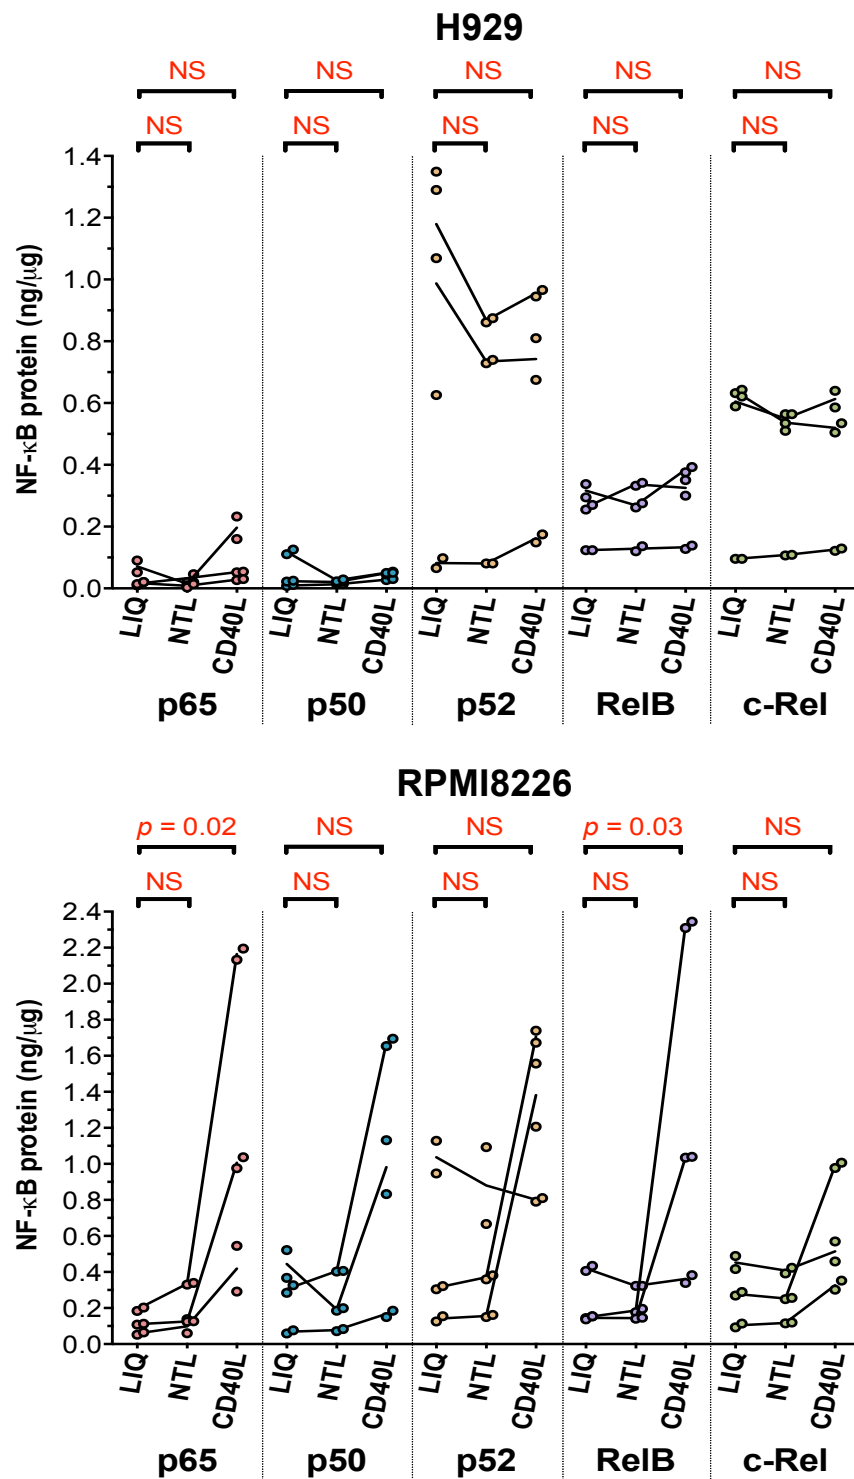 H929
NS NS NS NS NS
NS NS NS NS NS
NF-κB protein (ng/μg)
1.4
1.2
1.0
0.8
0.6
0.4
0.2
0.0
LIQ NTL CD40L LIQ NTL CD40L LIQ NTL CD40L LIQ NTL CD40L LIQ NTL CD40L
p65 p50 p52 RelB c-Rel
RPMI8226
p = 0.02 NS NS p = 0.03 NS
NS NS NS NS NS
NF-κB protein (ng/μg)
2.4
2.2
2.0
1.8
1.6
1.4
1.2
1.0
0.8
0.6
0.4
0.2
0.0
LIQ NTL CD40L LIQ NTL CD40L LIQ NTL CD40L LIQ NTL CD40L LIQ NTL CD40L
p65 p50 p52 RelB c-Rel